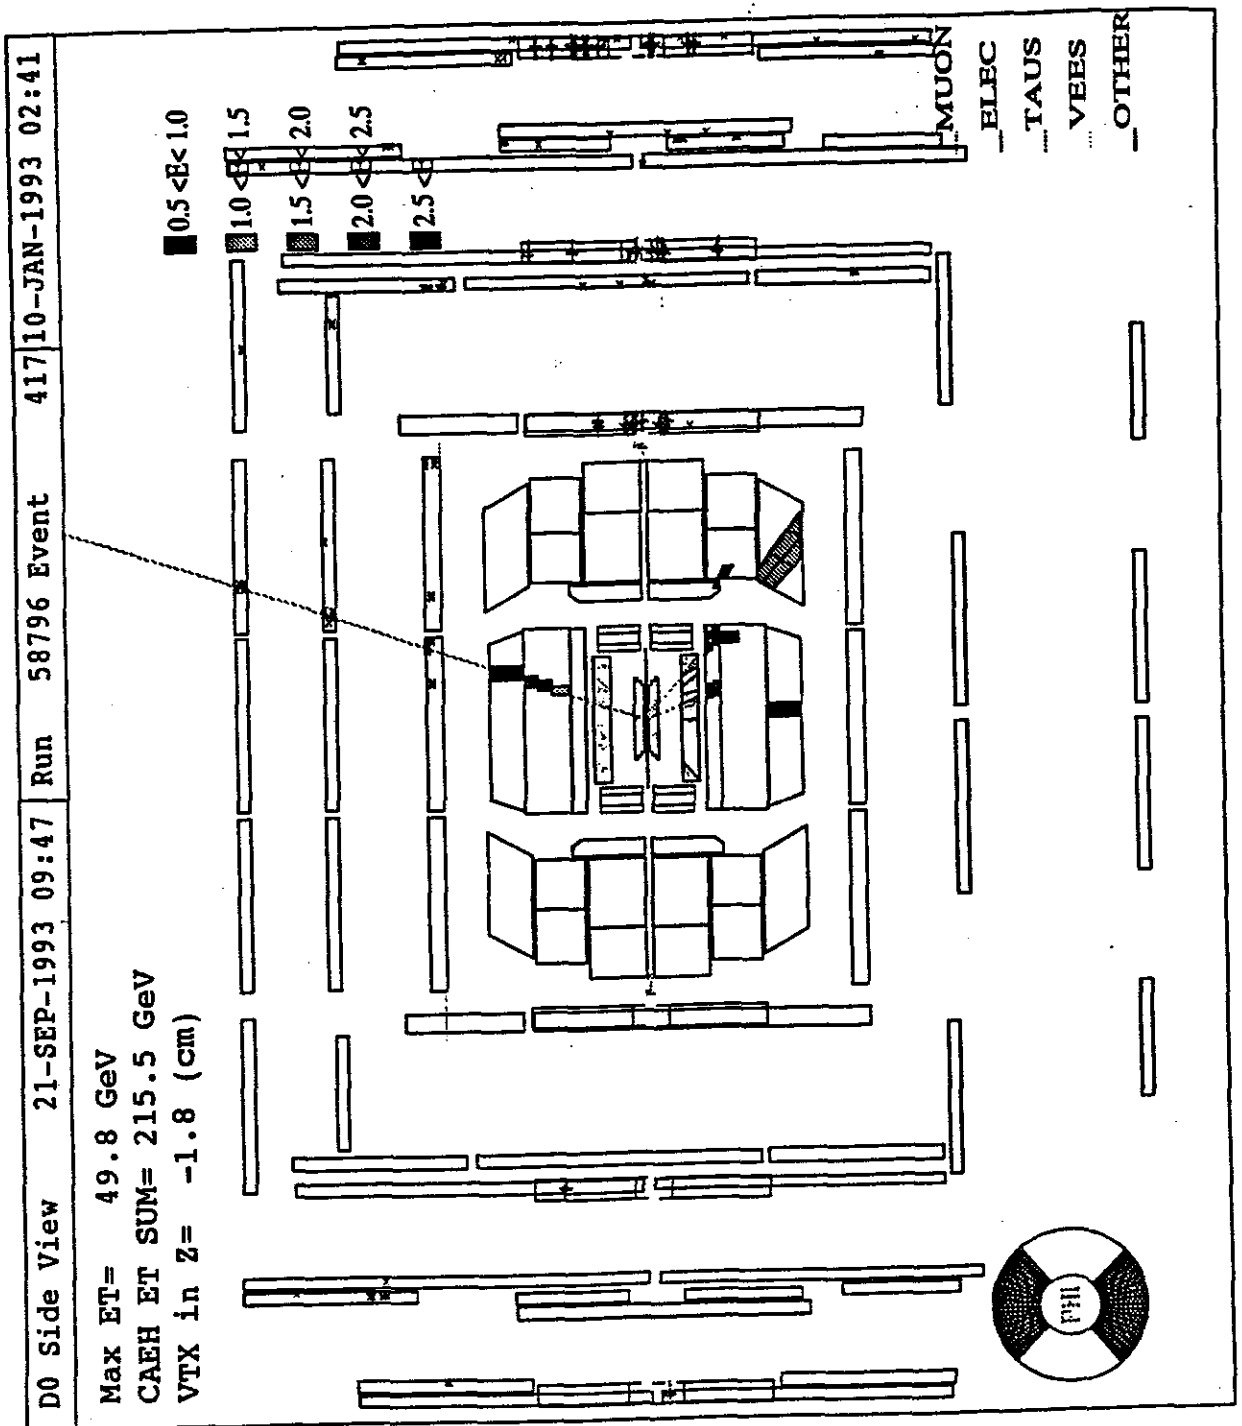 D0 Side View 21-SEP-1993 09:47 Run 58796 Event 417 10-JAN-1993 02:41
Max ET= 49.8 GeV
CAEH ET SUM= 215.5 GeV
VTX in Z= -1.8 (cm)
0.5 <E< 1.0
1.0 <E< 1.5
1.5 <E< 2.0
2.0 <E< 2.5
2.5 <E
MUON
ELEC
TAUS
VEES
OTHER
PHI